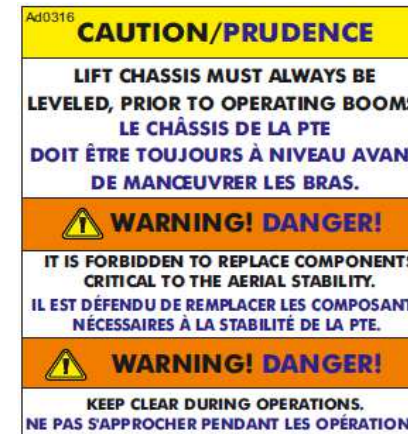 Ad0316
CAUTION/PRUDENCE
LIFT CHASSIS MUST ALWAYS BE
LEVELED, PRIOR TO OPERATING BOOMS
LE CHÂSSIS DE LA PTE
DOIT ÊTRE TOUJOURS À NIVEAU AVAN
DE MANŒUVRER LES BRAS.
WARNING! DANGER!
IT IS FORBIDDEN TO REPLACE COMPONENTS
CRITICAL TO THE AERIAL STABILITY.
IL EST DÉFENDU DE REMPLACER LES COMPOSANT
NÉCESSAIRES À LA STABILITÉ DE LA PTE.
WARNING! DANGER!
KEEP CLEAR DURING OPERATIONS.
NE PAS S'APPROCHER PENDANT LES OPÉRATION